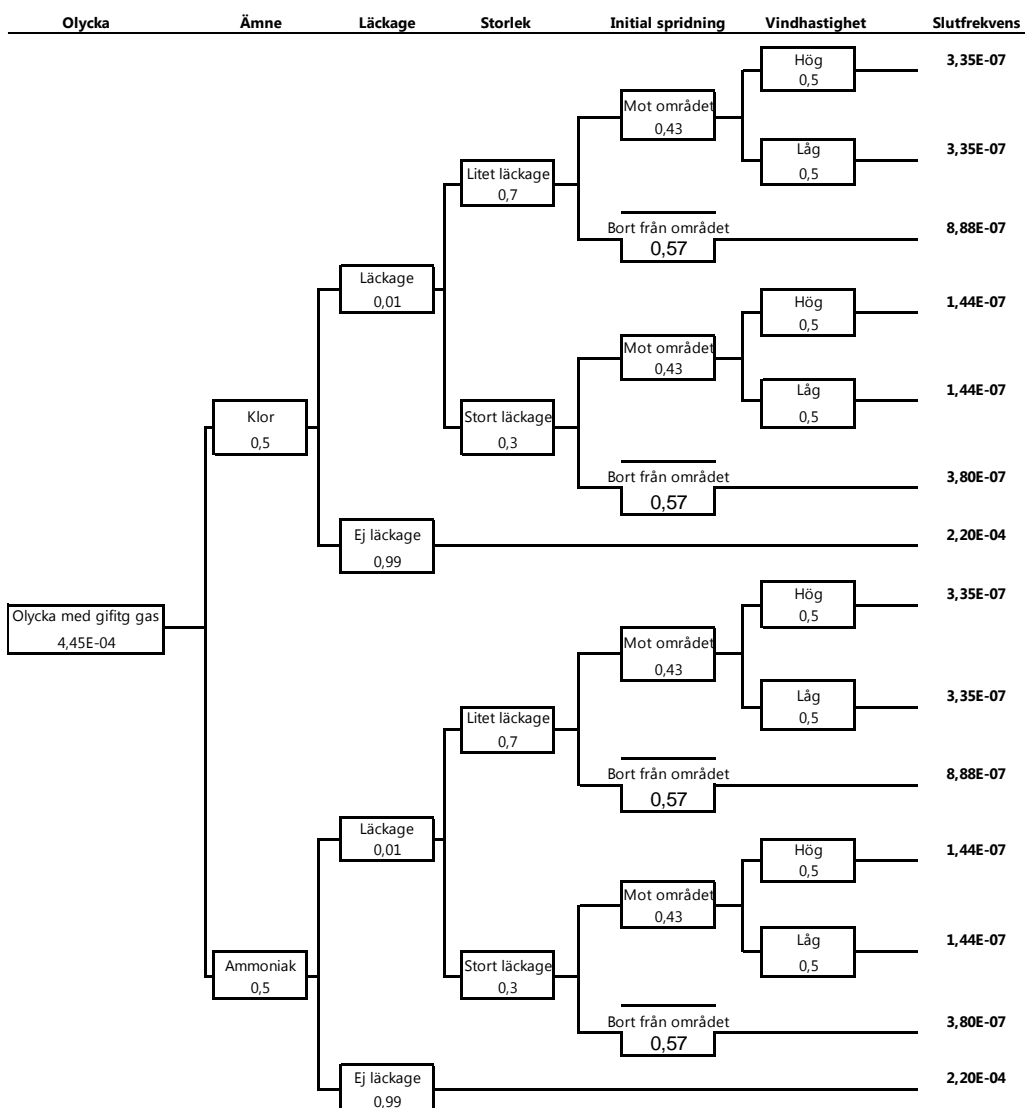 Olycka Ämne Läckage Storlek Initial spridning Vindhastighet Slutfrekvens
Hög 3,35E-07
0,5
Mot området
0,43
Låg 3,35E-07
0,5
Litet läckage
0,7
Bort från området 8,88E-07
0,57
Läckage
0,01
Hög 1,44E-07
0,5
Mot området
0,43
Låg 1,44E-07
0,5
Klor Stort läckage
0,5 0,3
Bort från området 3,80E-07
0,57
Ej läckage 2,20E-04
0,99
Hög 3,35E-07
0,5
Olycka med gifitg gas
4,45E-04
Mot området
0,43
Låg 3,35E-07
0,5
Litet läckage
0,7
Bort från området 8,88E-07
0,57
Läckage
0,01
Hög 1,44E-07
0,5
Mot området
0,43
Låg 1,44E-07
0,5
Ammoniak Stort läckage
0,5 0,3
Bort från området 3,80E-07
0,57
Ej läckage 2,20E-04
0,99